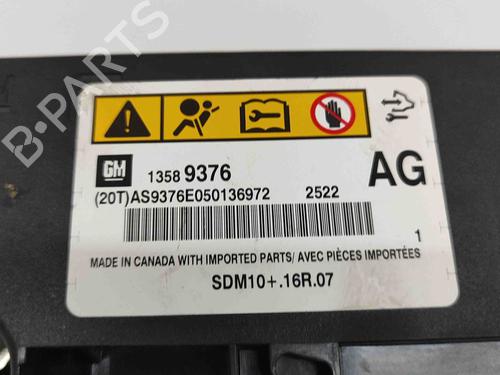 B-PARTS
GM
1358 9376
AG
(20T)AS9376E050136972 2522
1
MADE IN CANADA WITH IMPORTED PARTS/ AVEC PIÈCES IMPORTÉES
SDM10+.16R.07